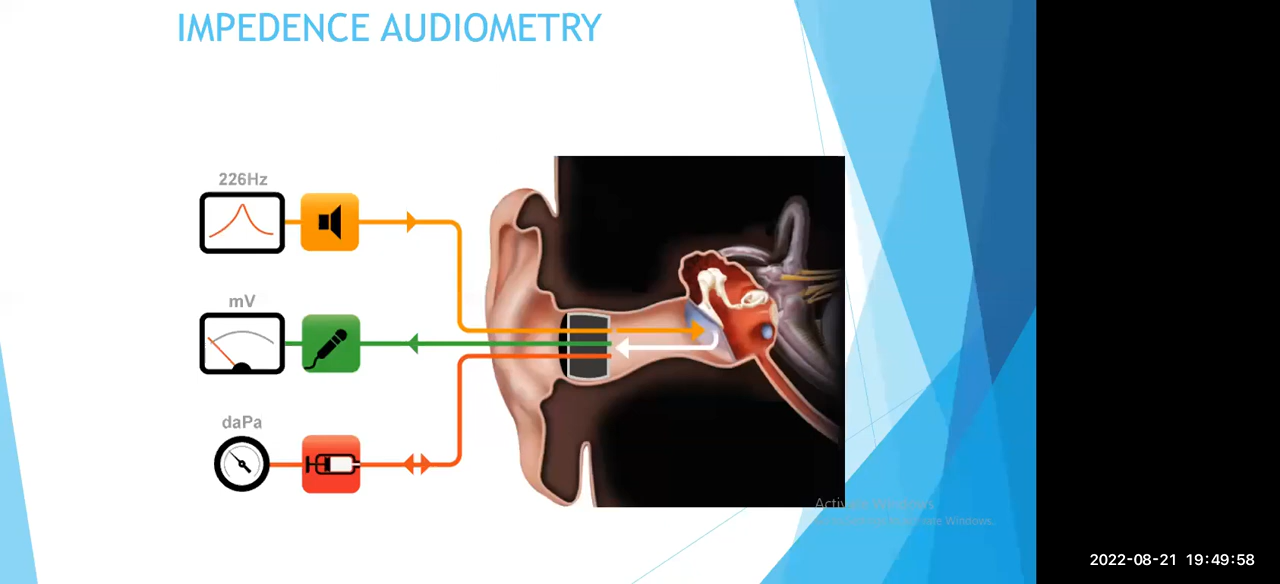 IMPEDENCE AUDIOMETRY
226Hz
mV
daPa
Activate Windows
2022-08-21 19:49:58